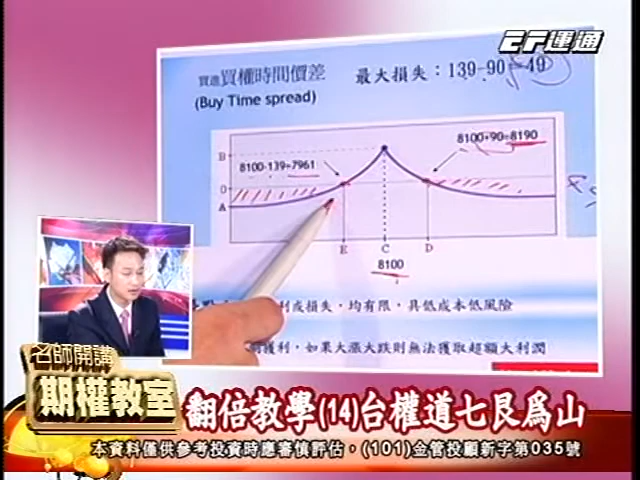 EF運通
買進買權時間價差
最大損失：139-90=49
(Buy Time spread)
8100+90=8190
8100-139=7961
B
0
A
E
C
D
8100
利或損失，均有限，具低成本低風險
獲利，如果大漲大跌則無法獲取超額大利潤
名師開講
期權教室
翻倍教學(14)台權道七艮為山
本資料僅供參考投資時應審慎評估，(101)金管投顧新字第035號